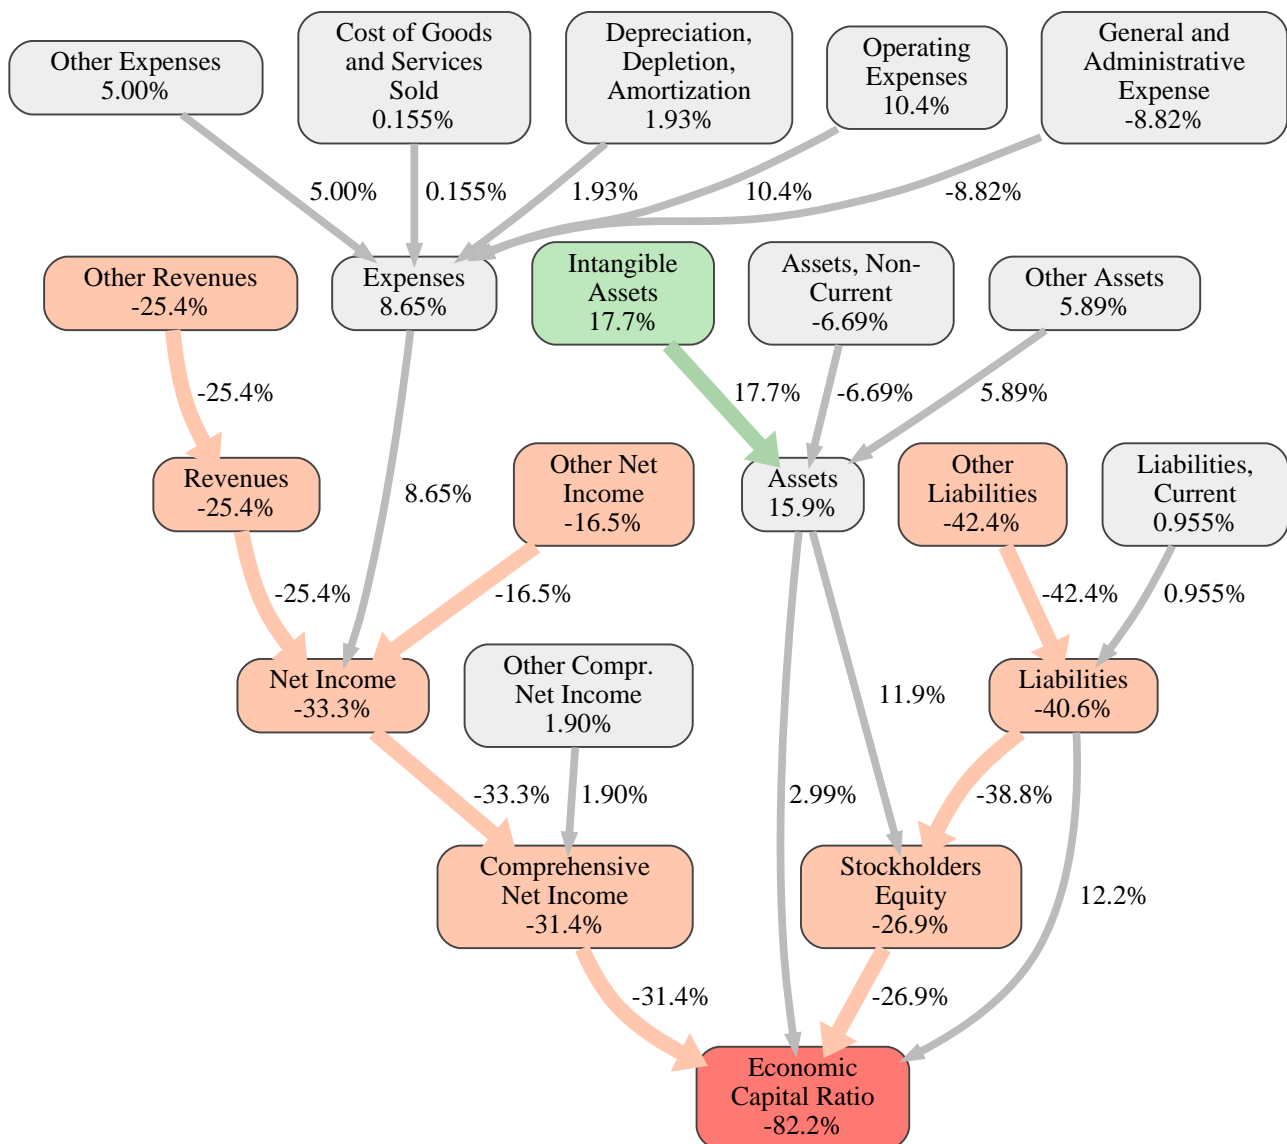 Other Expenses
5.00%
Cost of Goods
and Services
Sold
0.155%
Depreciation,
Depletion,
Amortization
1.93%
Operating
Expenses
10.4%
General and
Administrative
Expense
-8.82%
5.00%
0.155%
1.93%
10.4%
-8.82%
Other Revenues
-25.4%
Expenses
8.65%
Intangible
Assets
17.7%
Assets, Non-
Current
-6.69%
Other Assets
5.89%
-25.4%
17.7%
-6.69%
5.89%
Revenues
-25.4%
8.65%
Other Net
Income
-16.5%
Assets
15.9%
Other
Liabilities
-42.4%
Liabilities,
Current
0.955%
-25.4%
-16.5%
-42.4%
0.955%
Net Income
-33.3%
Other Compr.
Net Income
1.90%
11.9%
Liabilities
-40.6%
-33.3%
1.90%
2.99%
-38.8%
Comprehensive
Net Income
-31.4%
Stockholders
Equity
-26.9%
12.2%
-31.4%
-26.9%
Economic
Capital Ratio
-82.2%